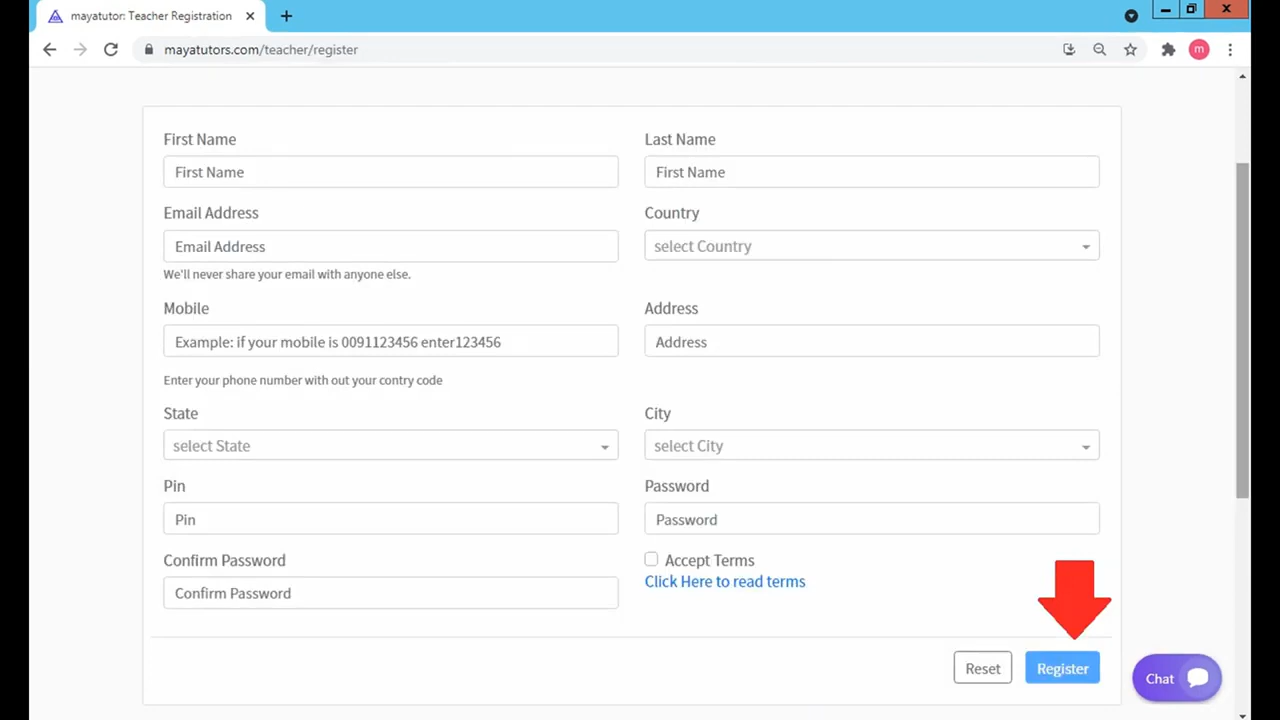 mayatutor: Teacher Registration
mayatutors.com/teacher/register
m
First Name
Last Name
First Name
First Name
Email Address
Country
Email Address
select Country
We'll never share your email with anyone else.
Mobile
Address
Example: if your mobile is 0091123456 enter123456
Address
Enter your phone number with out your contry code
State
City
select State
select City
Pin
Password
Pin
Password
Confirm Password
Accept Terms
Click Here to read terms
Confirm Password
Reset
Register
Chat